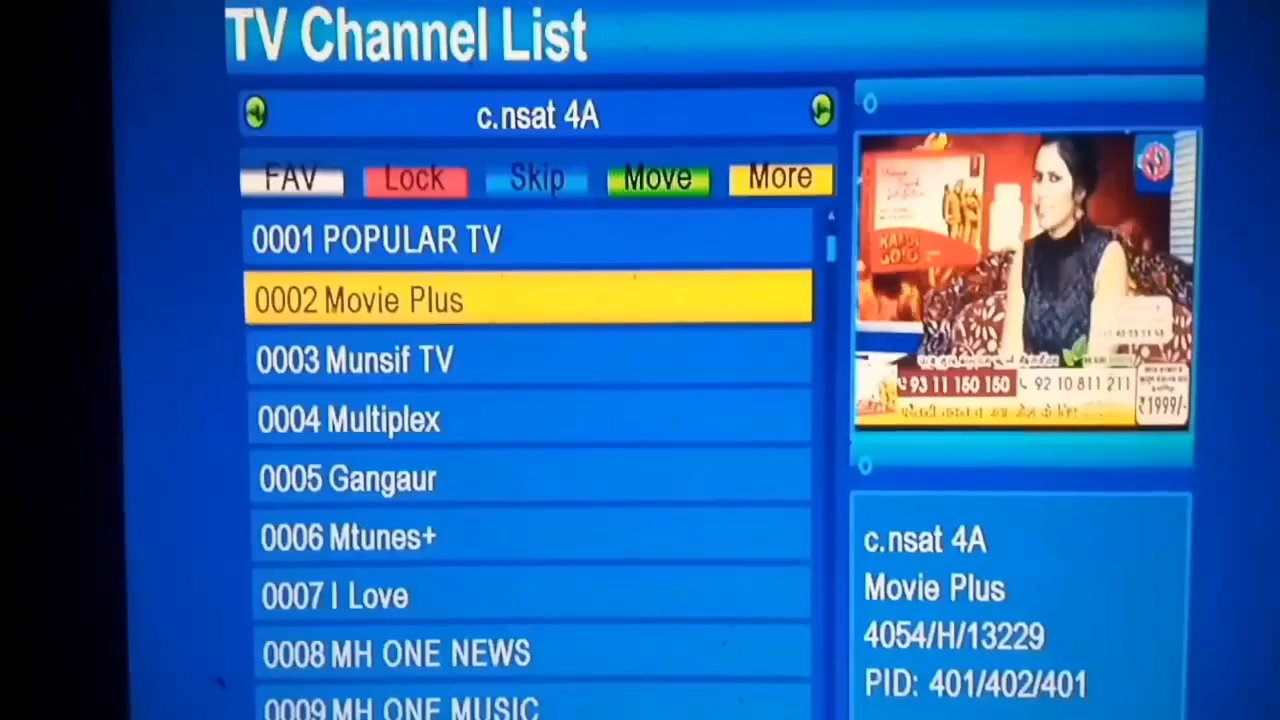 TV Channel List
c.nsat 4A
FAV Lock Skip Move More
0001 POPULAR TV
0002 Movie Plus
0003 Munsif TV
0004 Multiplex
0005 Gangaur
0006 Mtunes+
0007 I Love
0008 MH ONE NEWS
0009 MH ONE MUSIC
93 11 150 150 92 10 811 211
₹1999/-
c.nsat 4A
Movie Plus
4054/H/13229
PID: 401/402/401